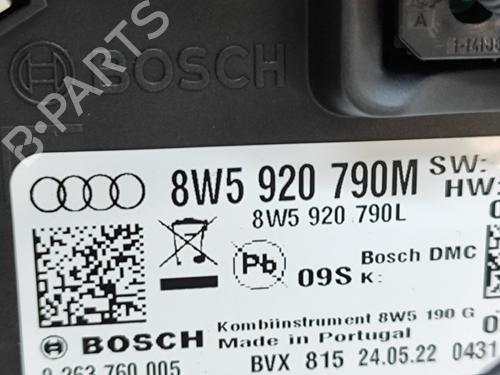 BOSCH
B-PARTS
8W5 920 790M SW:
8W5 920 790L HW:
Pb
09S
Bosch DMC
K:
Kombiinstrument 8W5 190 G
BOSCH Made in Portugal
0 263 760 005 BVX 815 24.05.22 0431